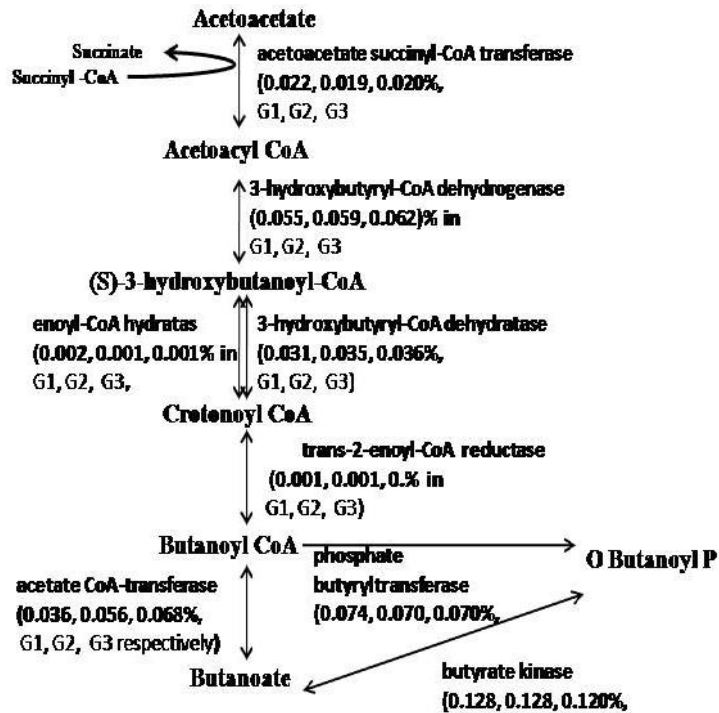 Acetoacetate
Succinate
Succinyl -CoA
acetoacetate succinyl-CoA transferase
(0.022, 0.019, 0.020%,
G1, G2, G3
Acetoacyl CoA
3-hydroxybutyryl-CoA dehydrogenase
(0.055, 0.059, 0.062)% in
G1, G2, G3
(S)-3-hydroxybutanoyl-CoA
enoyl-CoA hydratas
(0.002, 0.001, 0.001% in
G1, G2, G3,
3-hydroxybutyryl-CoA dehydratase
(0.031, 0.035, 0.036%,
G1, G2, G3)
Crotonoyl CoA
trans-2-enoyl-CoA reductase
(0.001, 0.001, 0.% in
G1, G2, G3)
Butanoyl CoA
phosphate
butyryl transferase
(0.074, 0.070, 0.070%,
O Butanoyl P
acetate CoA-transferase
(0.036, 0.056, 0.068%,
G1, G2, G3 respectively)
Butanoate
butyrate kinase
(0.128, 0.128, 0.120%,